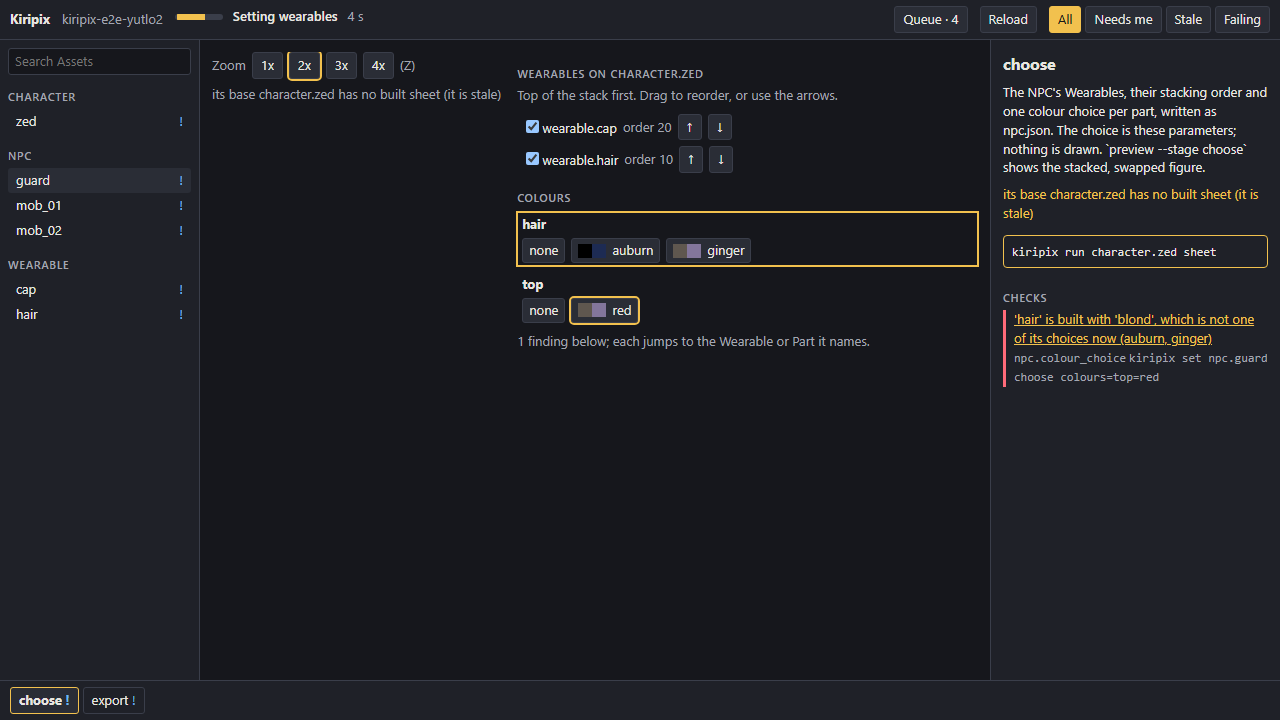 Kiripix kiripix-e2e-yutlo2 Setting wearables 4 s Queue · 4 Reload All Needs me Stale Failing
Search Assets
CHARACTER
zed !
NPC
guard !
mob_01 !
mob_02 !
WEARABLE
cap !
hair !
Zoom 1x 2x 3x 4x (Z)
its base character.zed has no built sheet (it is stale)
WEARABLES ON CHARACTER.ZED
Top of the stack first. Drag to reorder, or use the arrows.
wearable.cap order 20 ↑ ↓
wearable.hair order 10 ↑ ↓
COLOURS
hair
none auburn ginger
top
none red
1 finding below; each jumps to the Wearable or Part it names.
choose
The NPC's Wearables, their stacking order and
one colour choice per part, written as
npc.json. The choice is these parameters;
nothing is drawn. `preview --stage choose`
shows the stacked, swapped figure.
its base character.zed has no built sheet (it is
stale)
kiripix run character.zed sheet
CHECKS
'hair' is built with 'blond', which is not one
of its choices now (auburn, ginger)
npc.colour_choice kiripix set npc.guard
choose colours=top=red
choose ! export !